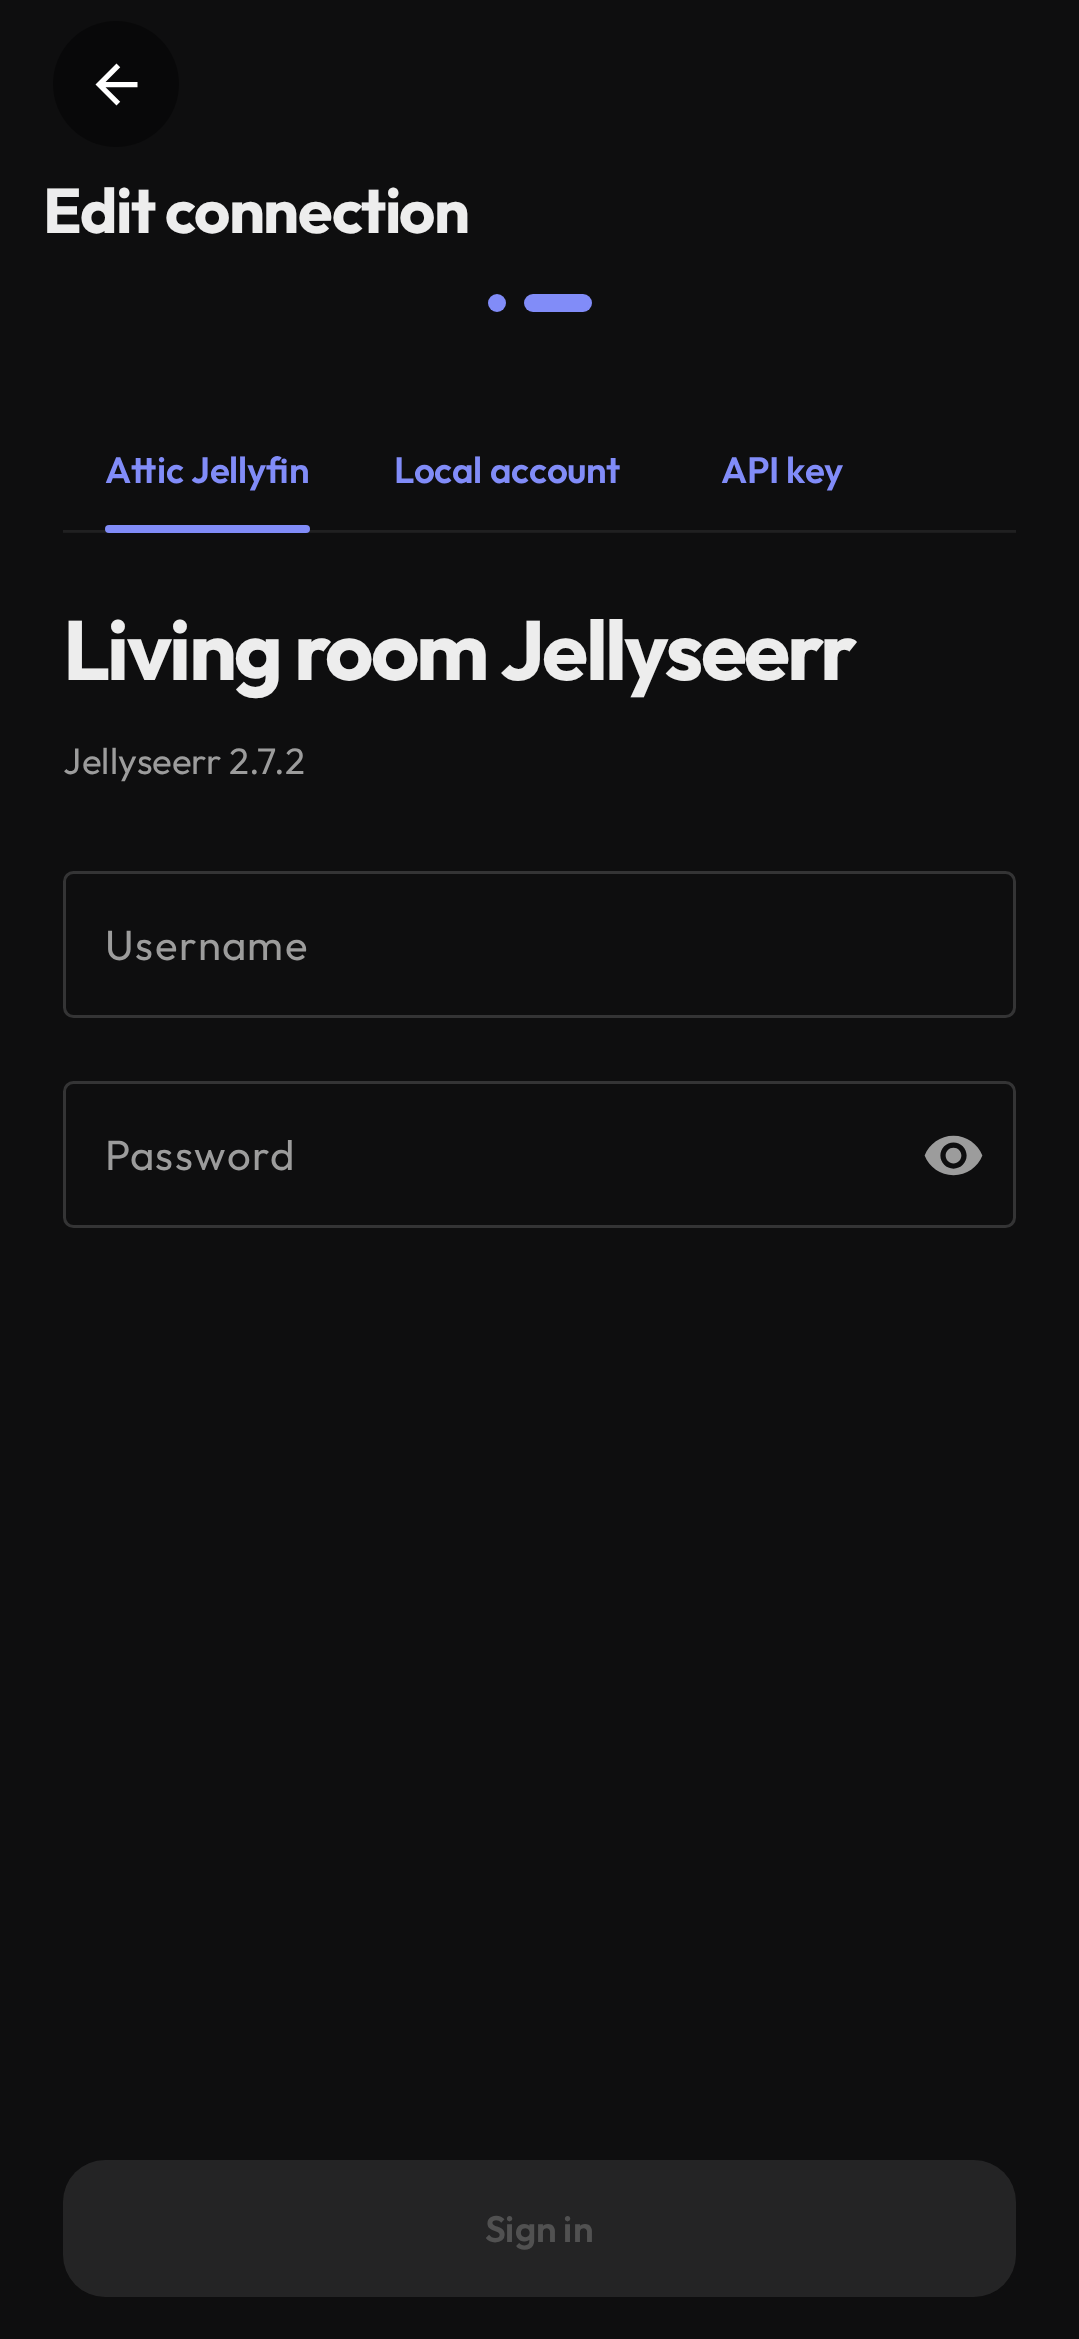 Edit connection
Attic Jellyfin Local account API key
Living room Jellyseerr
Jellyseerr 2.7.2
Username
Password
Sign in